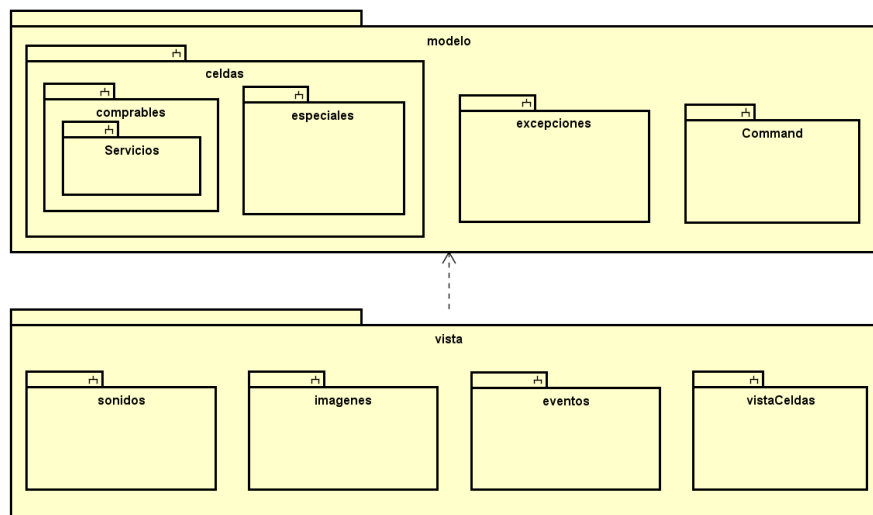 modelo
celdas
comprables
especiales
Servicios
excepciones
Command
vista
sonidos
imagenes
eventos
vistaCeldas